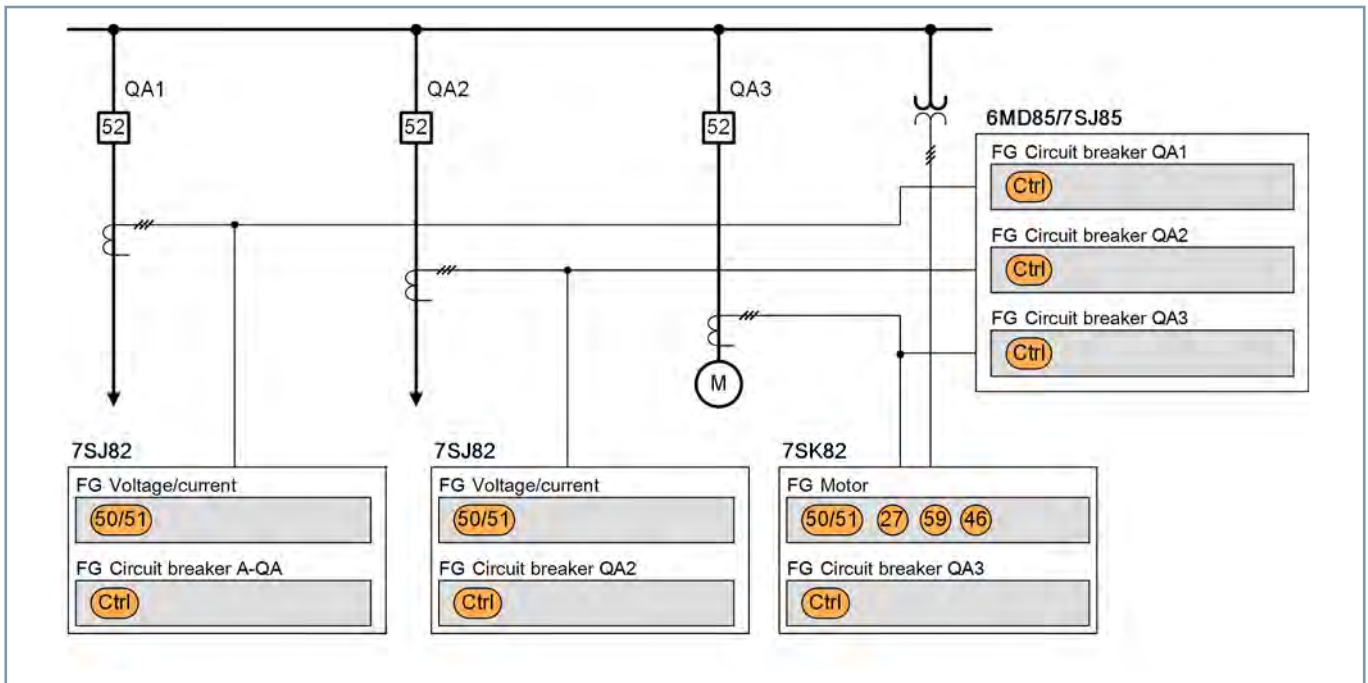 QA1
QA2
QA3
52
52
52
6MD85/7SJ85
FG Circuit breaker QA1
Ctrl
FG Circuit breaker QA2
Ctrl
FG Circuit breaker QA3
Ctrl
M
7SJ82
FG Voltage/current
50/51
FG Circuit breaker A-QA
Ctrl
7SJ82
FG Voltage/current
50/51
FG Circuit breaker QA2
Ctrl
7SK82
FG Motor
50/51 27 59 46
FG Circuit breaker QA3
Ctrl